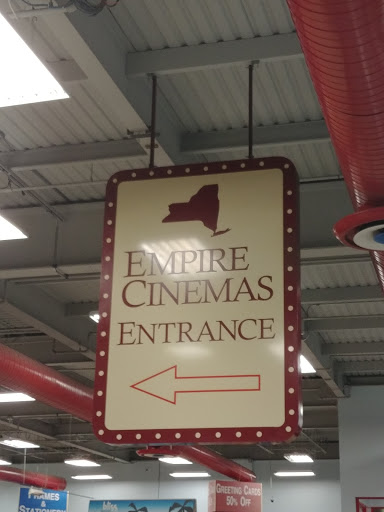 EMPIRE
CINEMAS
ENTRANCE
FRAMES
&
STATIONERY
GREETING CARDS
50% OFF